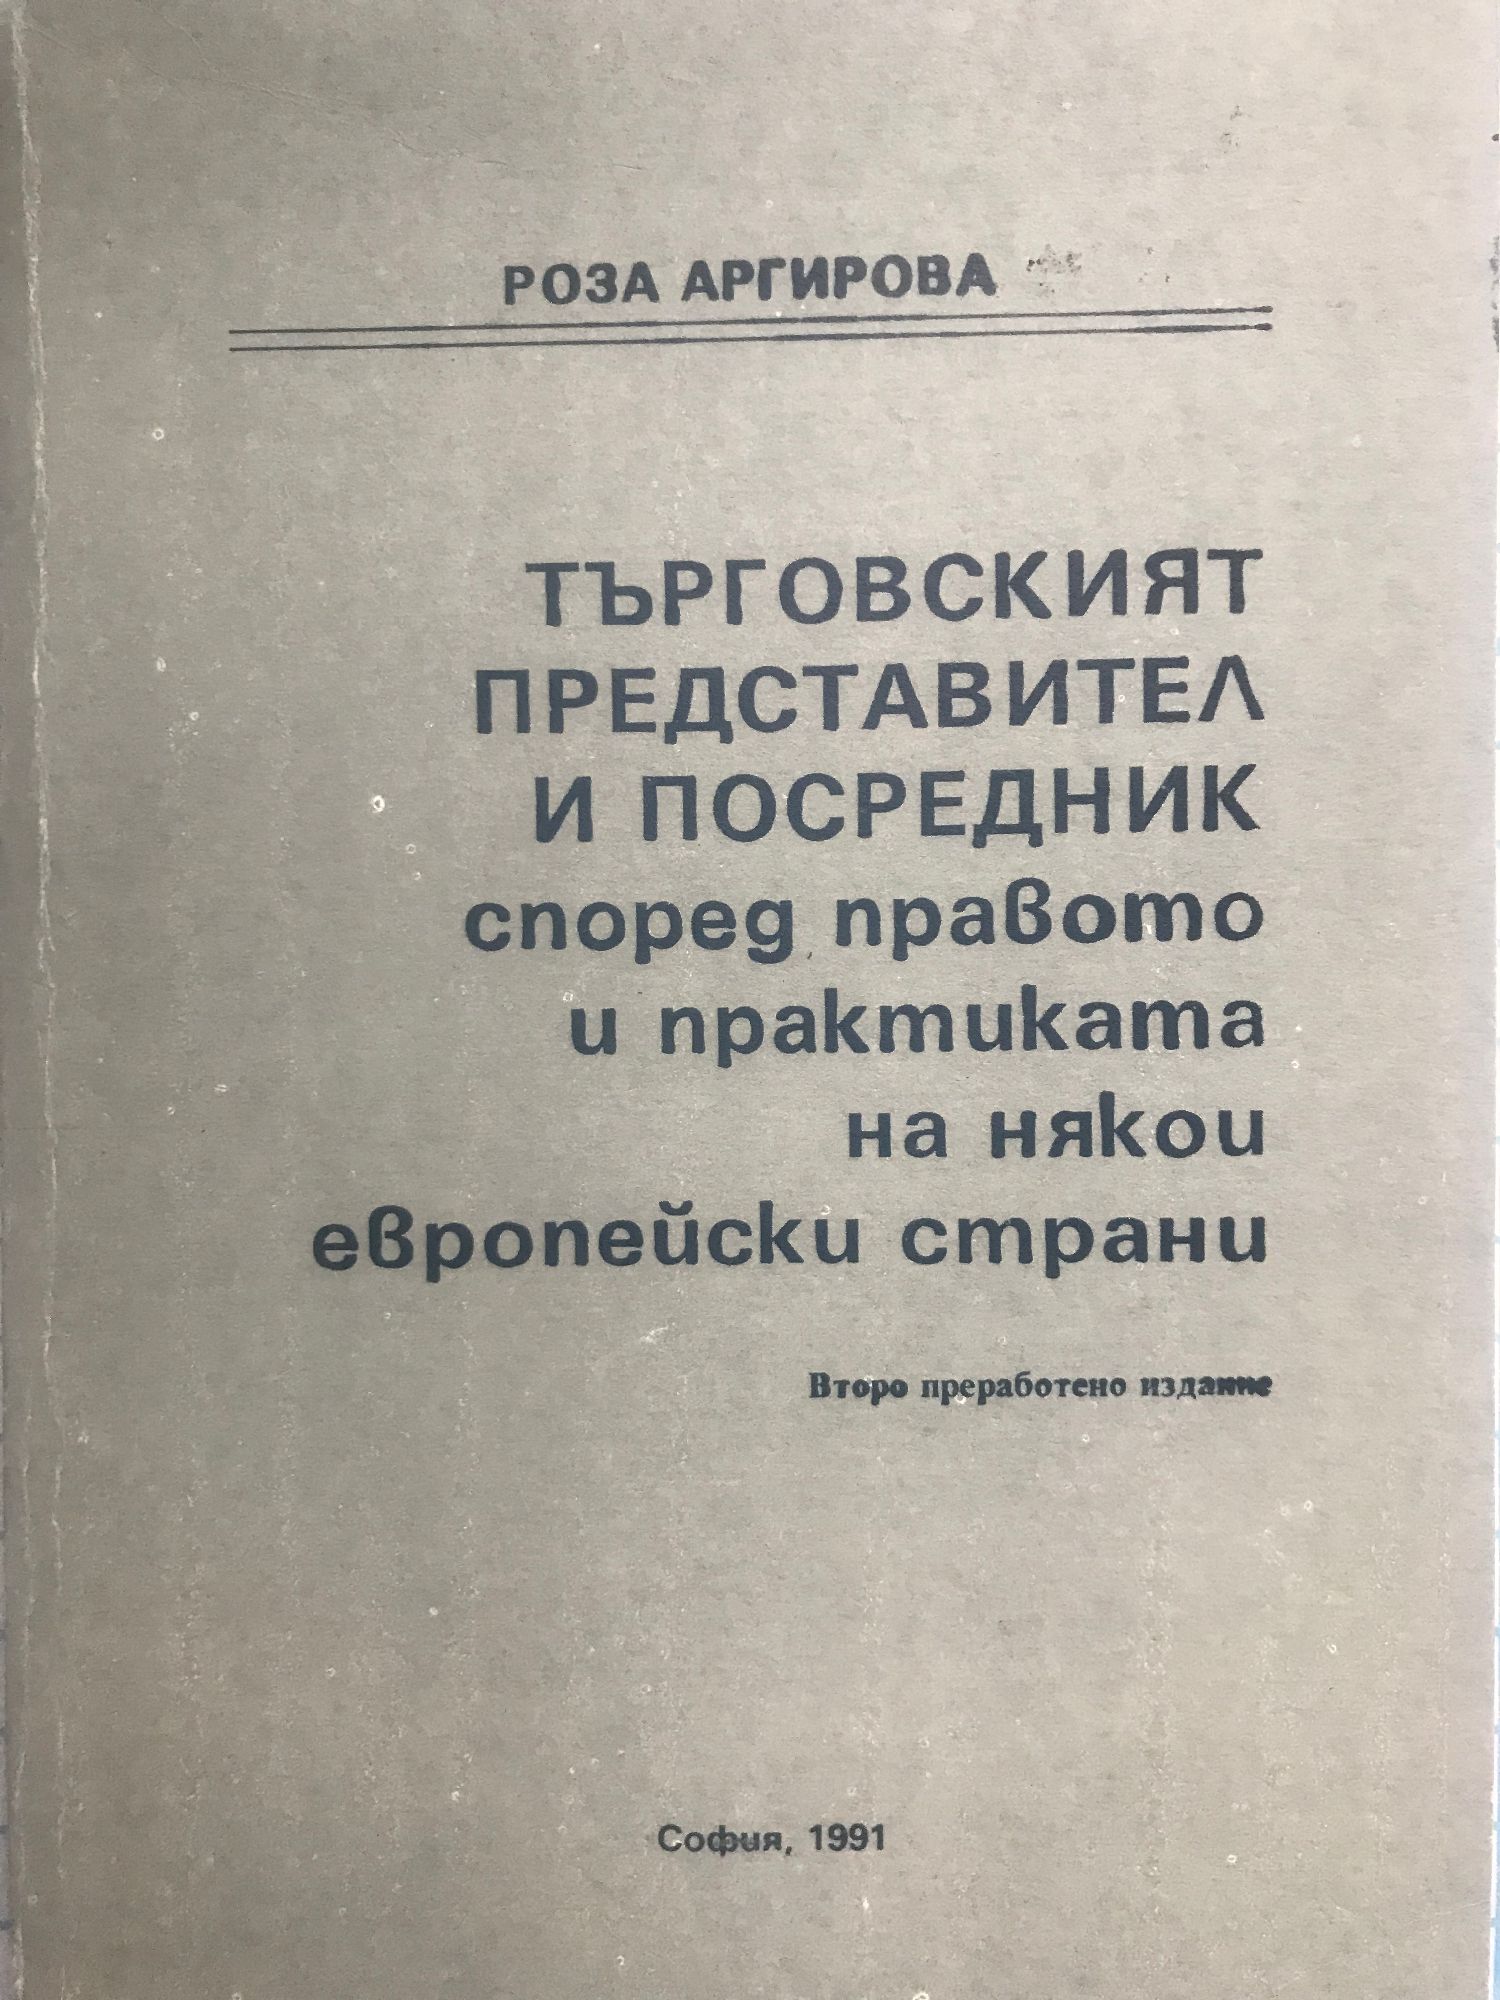 РОЗА АРГИРОВА
ТЪРГОВСКИЯТ
ПРЕДСТАВИТЕЛ
И ПОСРЕДНИК
според правото
и практиката
на някои
европейски страни
Второ преработено издание
София, 1991